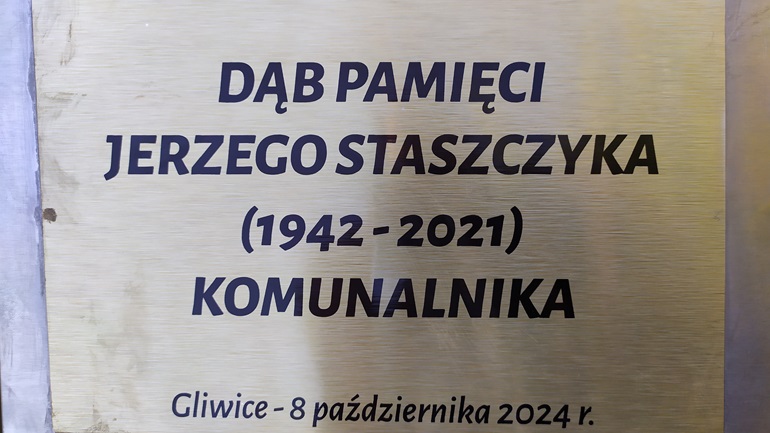 DĄB PAMIĘCI
JERZEGO STASZCZYKA
(1942 - 2021)
KOMUNALNIKA
Gliwice - 8 października 2024 r.